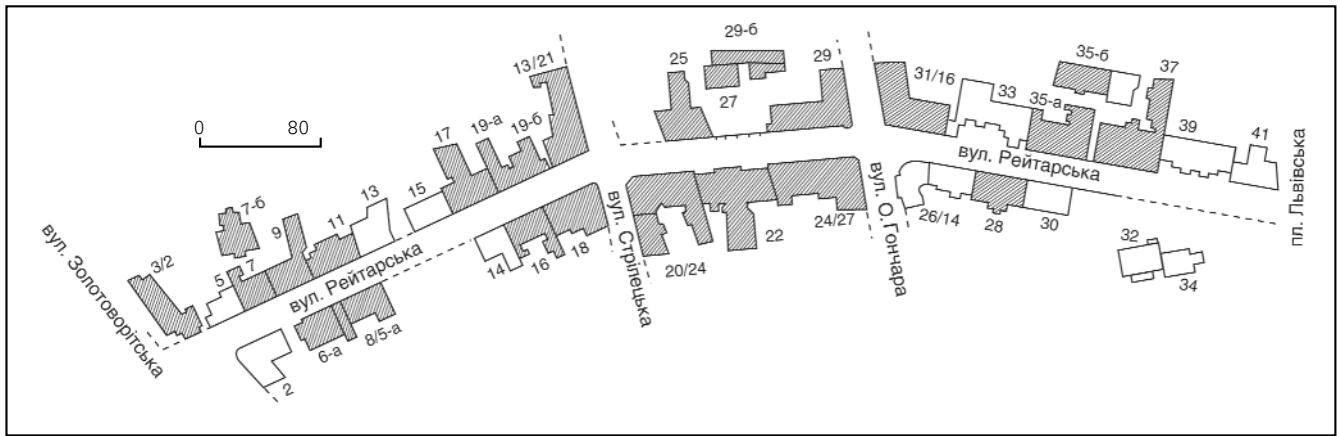 29-б
25
29
13/21
35-б
37
31/16
0
80
17
19-а
19-б
27
33
35-а
39
41
15
13
вул. Рейтарська
7-б
11
9
пл. Львівська
вул. Золотоворітська
3/2
5
7
вул. Рейтарська
14
16
18
вул. Стрілецька
20/24
22
24/27
вул. О. Гончара
26/14
28
30
32
34
6-а
8/5-а
2